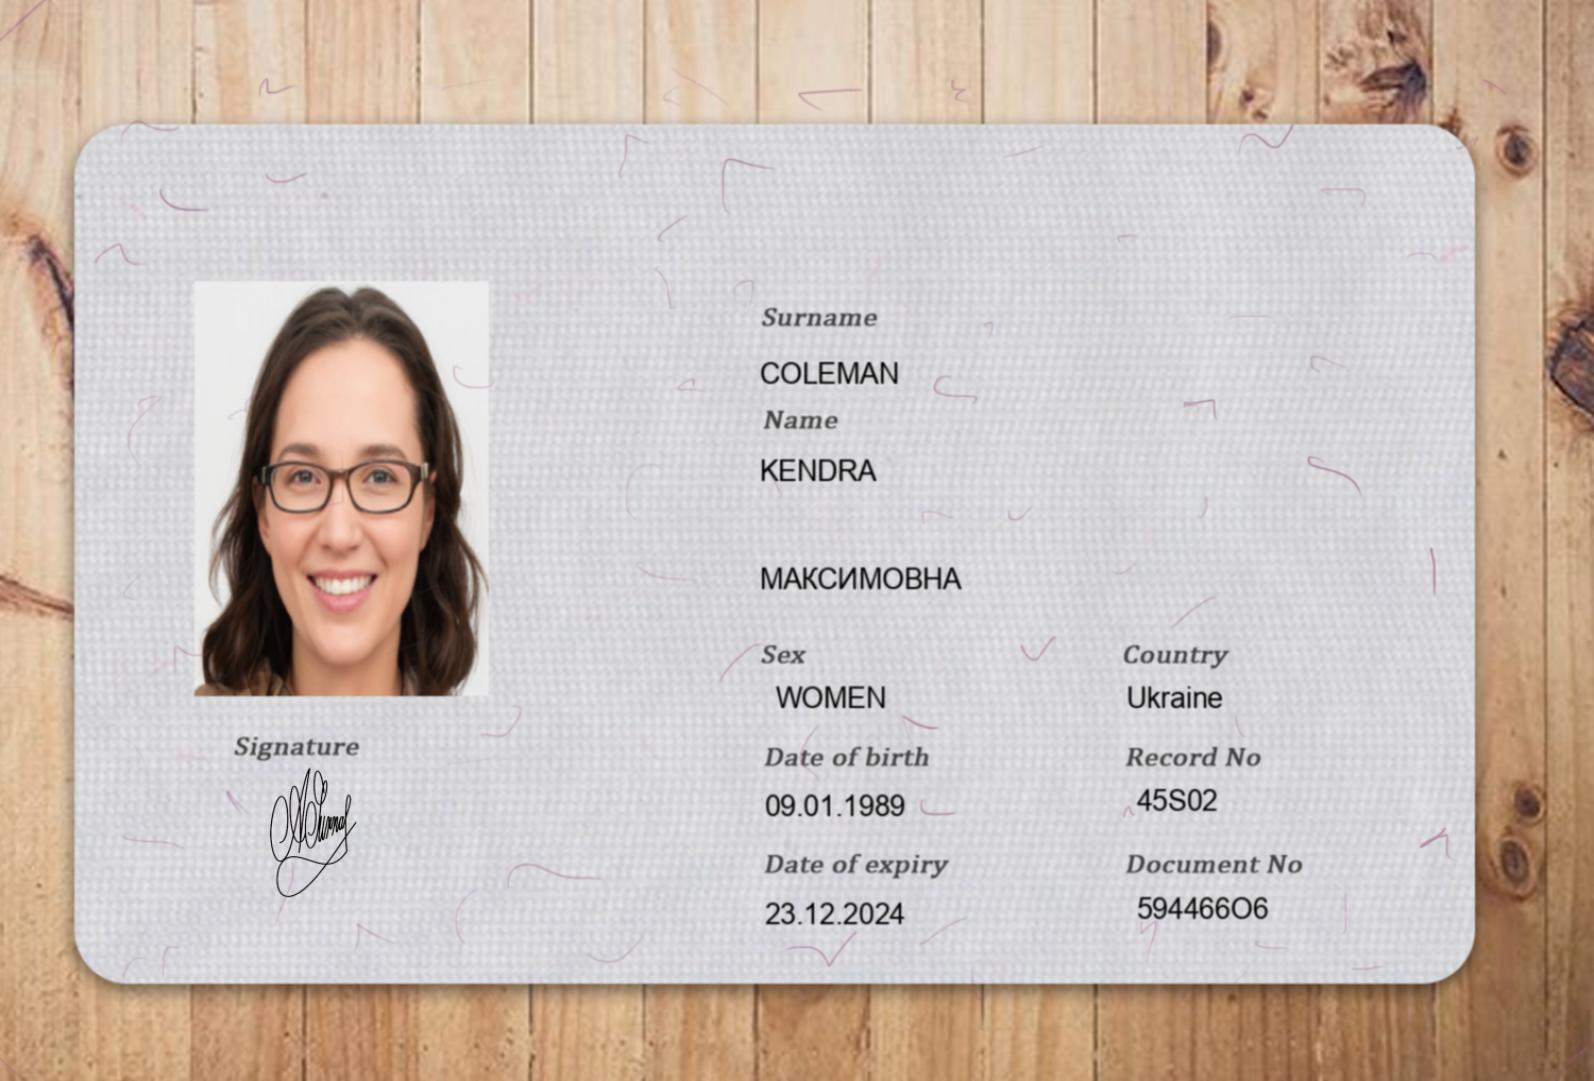 Surname
COLEMAN
Name
KENDRA
МАКСИМОВНА
Sex
Country
WOMEN
Ukraine
Date of birth
Record No
09.01.1989
45S02
Date of expiry
Document No
23.12.2024
594466O6
Signature